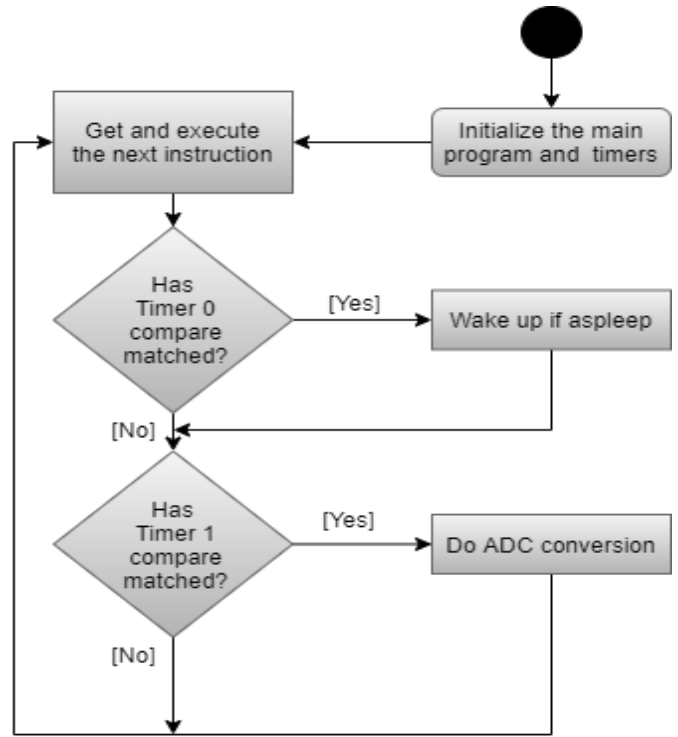 Initialize the main
program and timers
Get and execute
the next instruction
Has
Timer 0
compare
matched?
[Yes]
Wake up if aspleep
[No]
Has
Timer 1
compare
matched?
[Yes]
Do ADC conversion
[No]